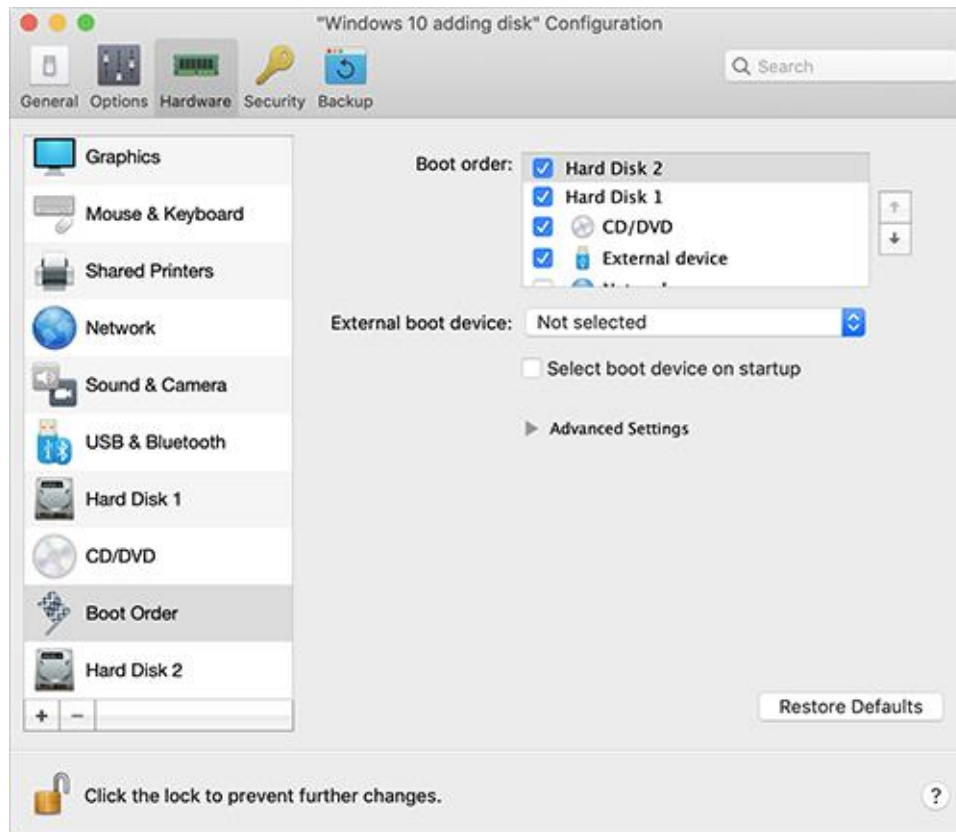 "Windows 10 adding disk" Configuration
General Options Hardware Security Backup
Search
Graphics
Mouse & Keyboard
Shared Printers
Network
Sound & Camera
USB & Bluetooth
Hard Disk 1
CD/DVD
Boot Order
Hard Disk 2
+ −
Boot order:
Hard Disk 2
Hard Disk 1
CD/DVD
External device
External boot device: Not selected
Select boot device on startup
Advanced Settings
Restore Defaults
Click the lock to prevent further changes.
?